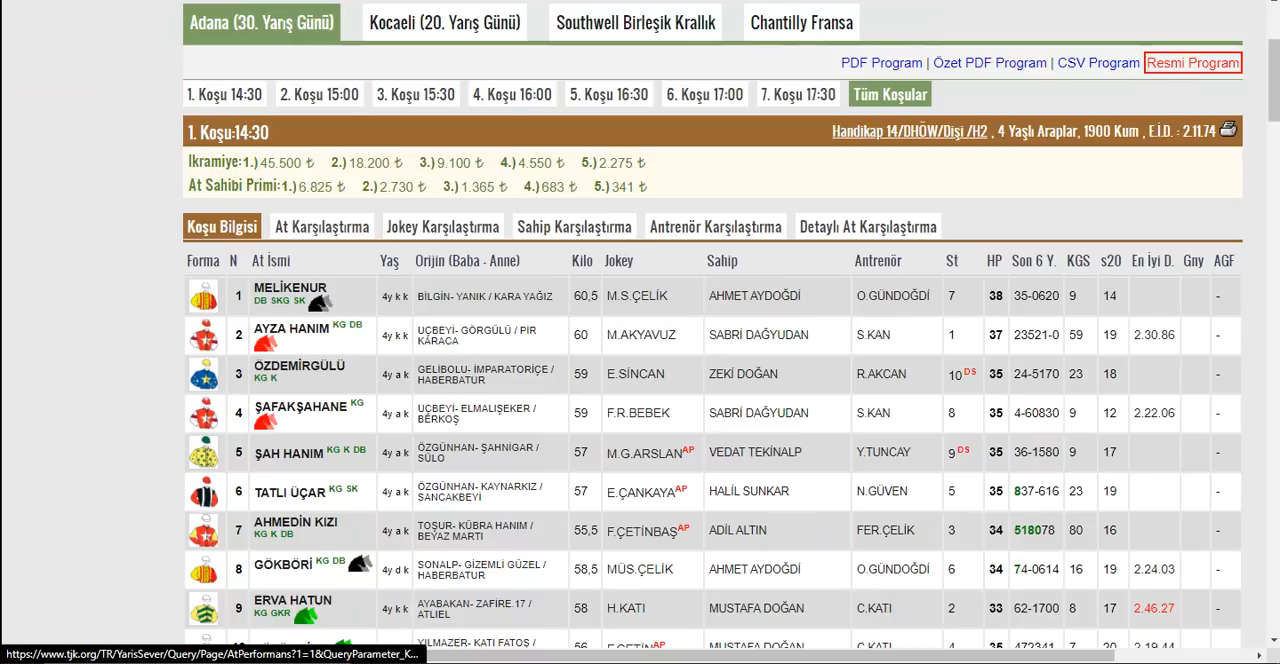 Adana (30. Yarış Günü) Kocaeli (20. Yarış Günü) Southwell Birleşik Krallık Chantilly Fransa
PDF Program | Özet PDF Program | CSV Program Resmi Program
1. Koşu 14:30 2. Koşu 15:00 3. Koşu 15:30 4. Koşu 16:00 5. Koşu 16:30 6. Koşu 17:00 7. Koşu 17:30 Tüm Koşular
1. Koşu:14:30 Handikap 14/DHÖW/Dişi /H2 , 4 Yaşlı Araplar, 1900 Kum , E.İ.D. : 2.11.74
Ikramiye:1.)45.500 ₺ 2.)18.200 ₺ 3.)9.100 ₺ 4.)4.550 ₺ 5.)2.275 ₺
At Sahibi Primi:1.)6.825 ₺ 2.)2.730 ₺ 3.)1.365 ₺ 4.)683 ₺ 5.)341 ₺
Koşu Bilgisi At Karşılaştırma Jokey Karşılaştırma Sahip Karşılaştırma Antrenör Karşılaştırma Detaylı At Karşılaştırma
Forma N At İsmi Yaş Orijin (Baba - Anne) Kilo Jokey Sahip Antrenör St HP Son 6 Y. KGS s20 En İyi D. Gny AGF
1 MELİKENUR DB SKG SK 4y k k BİLGİN- YANIK / KARA YAĞIZ 60,5 M.S.ÇELİK AHMET AYDOĞDİ O.GÜNDOĞDİ 7 38 35-0620 9 14 -
2 AYZA HANIM KG DB 4y k k UÇBEYİ- GÖRGÜLÜ / PİR KARACA 60 M.AKYAVUZ SABRİ DAĞYUDAN S.KAN 1 37 23521-0 59 19 2.30.86 -
3 ÖZDEMİRGÜLÜ KG K 4y a k GELİBOLU- İMPARATORİÇE / HABERBATUR 59 E.SİNCAN ZEKİ DOĞAN R.AKCAN 10 DS 35 24-5170 23 18 -
4 ŞAFAKŞAHANE KG 4y a k UÇBEYİ- ELMALIŞEKER / BERKOŞ 59 F.R.BEBEK SABRİ DAĞYUDAN S.KAN 8 35 4-60830 9 12 2.22.06 -
5 ŞAH HANIM KG K DB 4y a k ÖZGÜNHAN- ŞAHNİGAR / SÜLO 57 M.G.ARSLAN AP VEDAT TEKİNALP Y.TUNCAY 9 DS 35 36-1580 9 17 -
6 TATLI ÜÇAR KG SK 4y a k ÖZGÜNHAN- KAYNARKIZ / SANCAKBEYİ 57 E.ÇANKAYA AP HALİL SUNKAR N.GÜVEN 5 35 837-616 23 19 -
7 AHMEDİN KIZI KG K DB 4y a k TOŞUR- KÜBRA HANIM / BEYAZ MARTI 55,5 F.ÇETİNBAŞ AP ADİL ALTIN FER.ÇELİK 3 34 518078 80 16 -
8 GÖKBÖRİ KG DB 4y d k SONALP- GİZEMLİ GÜZEL / HABERBATUR 58,5 MÜS.ÇELİK AHMET AYDOĞDİ O.GÜNDOĞDİ 6 34 74-0614 16 19 2.24.03 -
9 ERVA HATUN KG GKR 4y k k AYABAKAN- ZAFİRE.17 / ATLIEL 58 H.KATI MUSTAFA DOĞAN C.KATI 2 33 62-1700 8 17 2.46.27 -
YILMAZER- KATI FATOŞ / 56 AP MUSTAFA DOĞAN C.KATI 4 35 472341 7 20 2.19.44 -
https://www.tjk.org/TR/YarisSever/Query/Page/AtPerformans?1=1&QueryParameter_K...